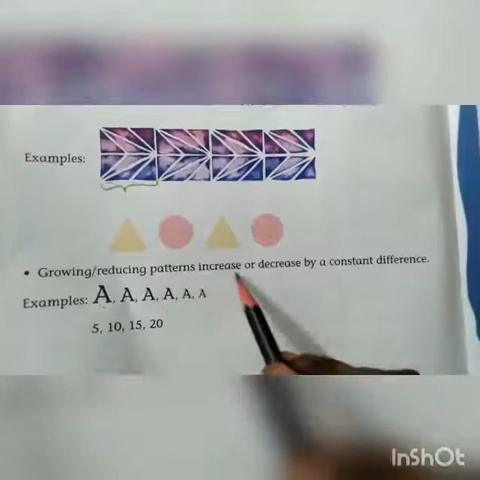 Examples:
• Growing/reducing patterns increase or decrease by a constant difference.
Examples: A, A, A, A, A, A
5, 10, 15, 20
InShOt